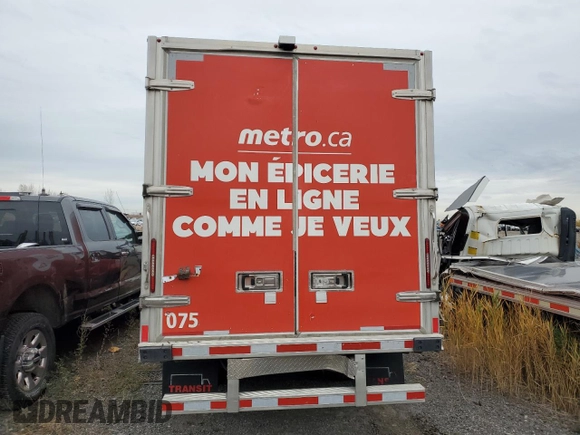 metro.ca
MON ÉPICERIE
EN LIGNE
COMME JE VEUX
075
TRANSIT
DREAMBID